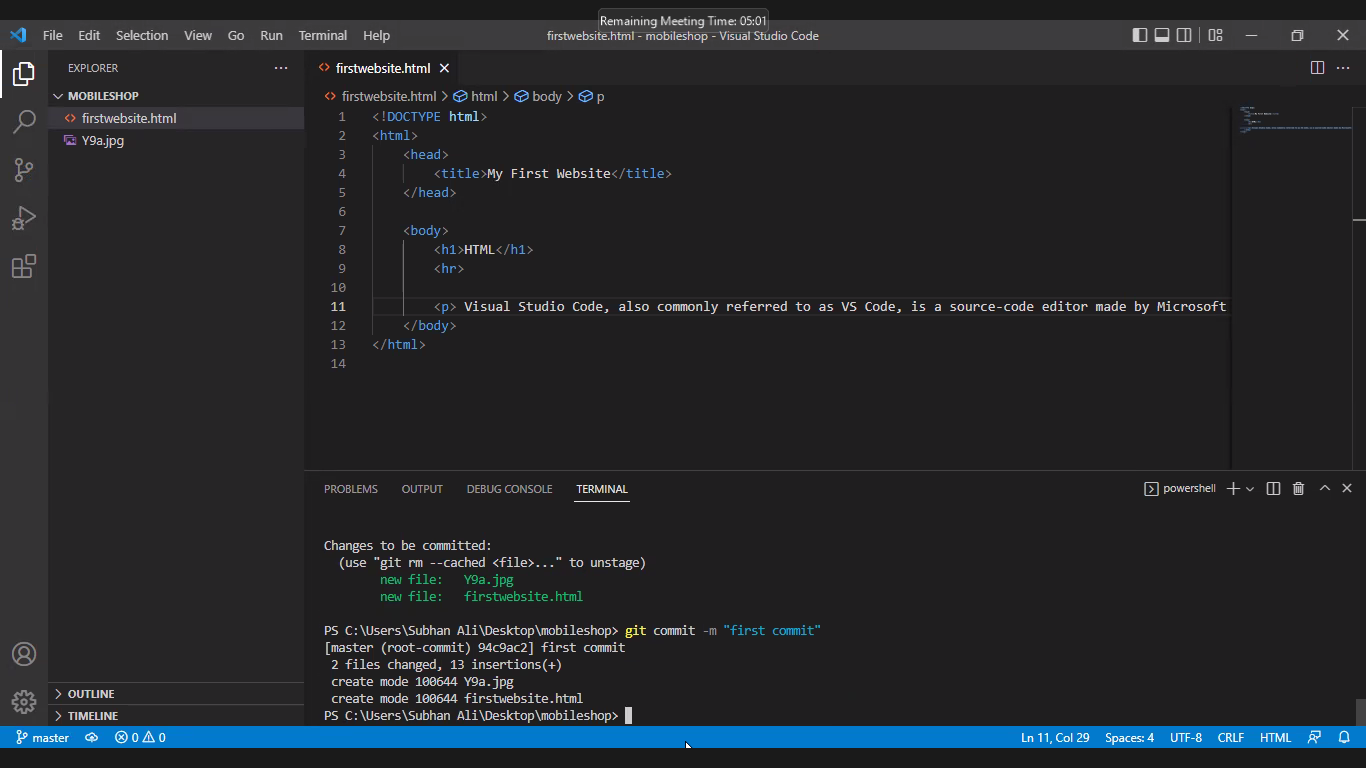 Remaining Meeting Time: 05:01
File Edit Selection View Go Run Terminal Help
firstwebsite.html - mobileshop - Visual Studio Code
EXPLORER
MOBILESHOP
firstwebsite.html
Y9a.jpg
OUTLINE
TIMELINE
firstwebsite.html
firstwebsite.html > html > body > p
1 <!DOCTYPE html>
2 <html>
3 <head>
4 <title>My First Website</title>
5 </head>
6
7 <body>
8 <h1>HTML</h1>
9 <hr>
10
11 <p> Visual Studio Code, also commonly referred to as VS Code, is a source-code editor made by Microsoft
12 </body>
13 </html>
14
PROBLEMS OUTPUT DEBUG CONSOLE TERMINAL
powershell
Changes to be committed:
(use "git rm --cached <file>..." to unstage)
new file: Y9a.jpg
new file: firstwebsite.html
PS C:\Users\Subhan Ali\Desktop\mobileshop> git commit -m "first commit"
[master (root-commit) 94c9ac2] first commit
2 files changed, 13 insertions(+)
create mode 100644 Y9a.jpg
create mode 100644 firstwebsite.html
PS C:\Users\Subhan Ali\Desktop\mobileshop>
master 0 0 Ln 11, Col 29 Spaces: 4 UTF-8 CRLF HTML